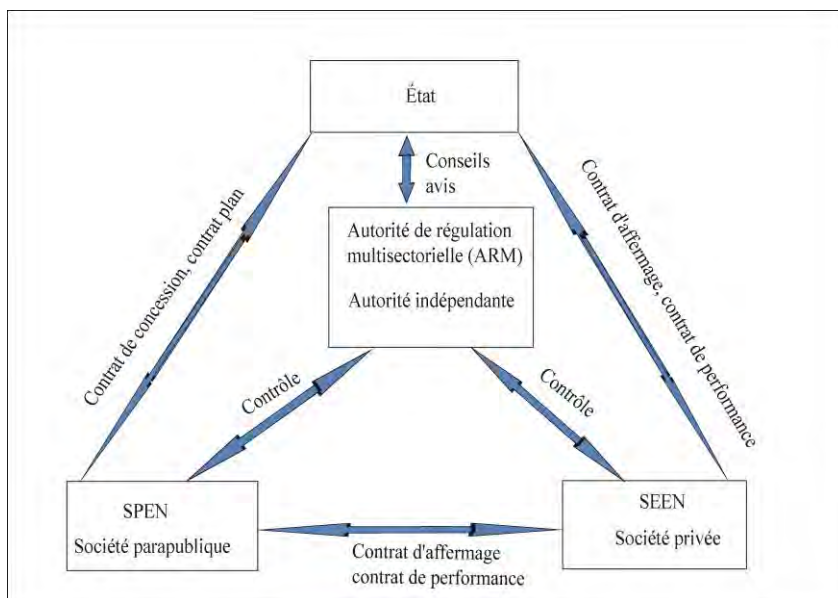 État
Conseils
avis
Contrat de concession, contrat plan
Contrat d'affermage, contrat de performance
Autorité de régulation
multisectorielle (ARM)
Autorité indépendante
Contrôle
Contrôle
SPEN
Société parapublique
SEEN
Société privée
Contrat d'affermage
contrat de performance